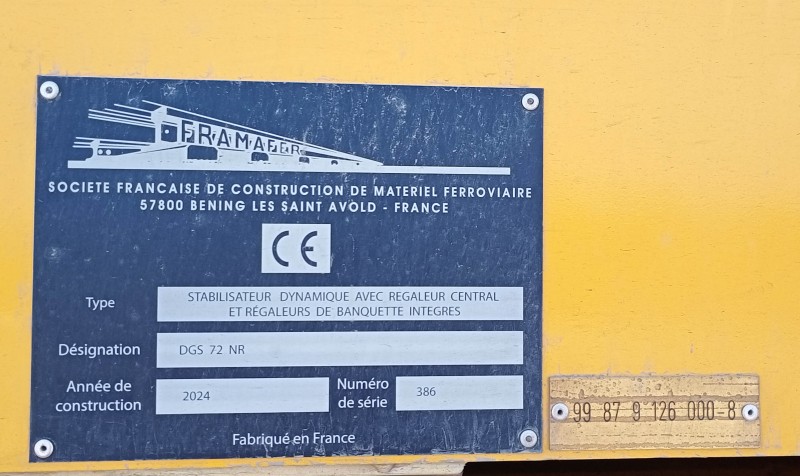 FRAMAFER
SOCIETE FRANCAISE DE CONSTRUCTION DE MATERIEL FERROVIAIRE
57800 BENING LES SAINT AVOLD - FRANCE
CE
Type
STABILISATEUR DYNAMIQUE AVEC REGALEUR CENTRAL
ET RÉGALEURS DE BANQUETTE INTEGRES
Désignation
DGS 72 NR
Année de
construction
2024
Numéro
de série
386
Fabriqué en France
99 87 9 126 000-8